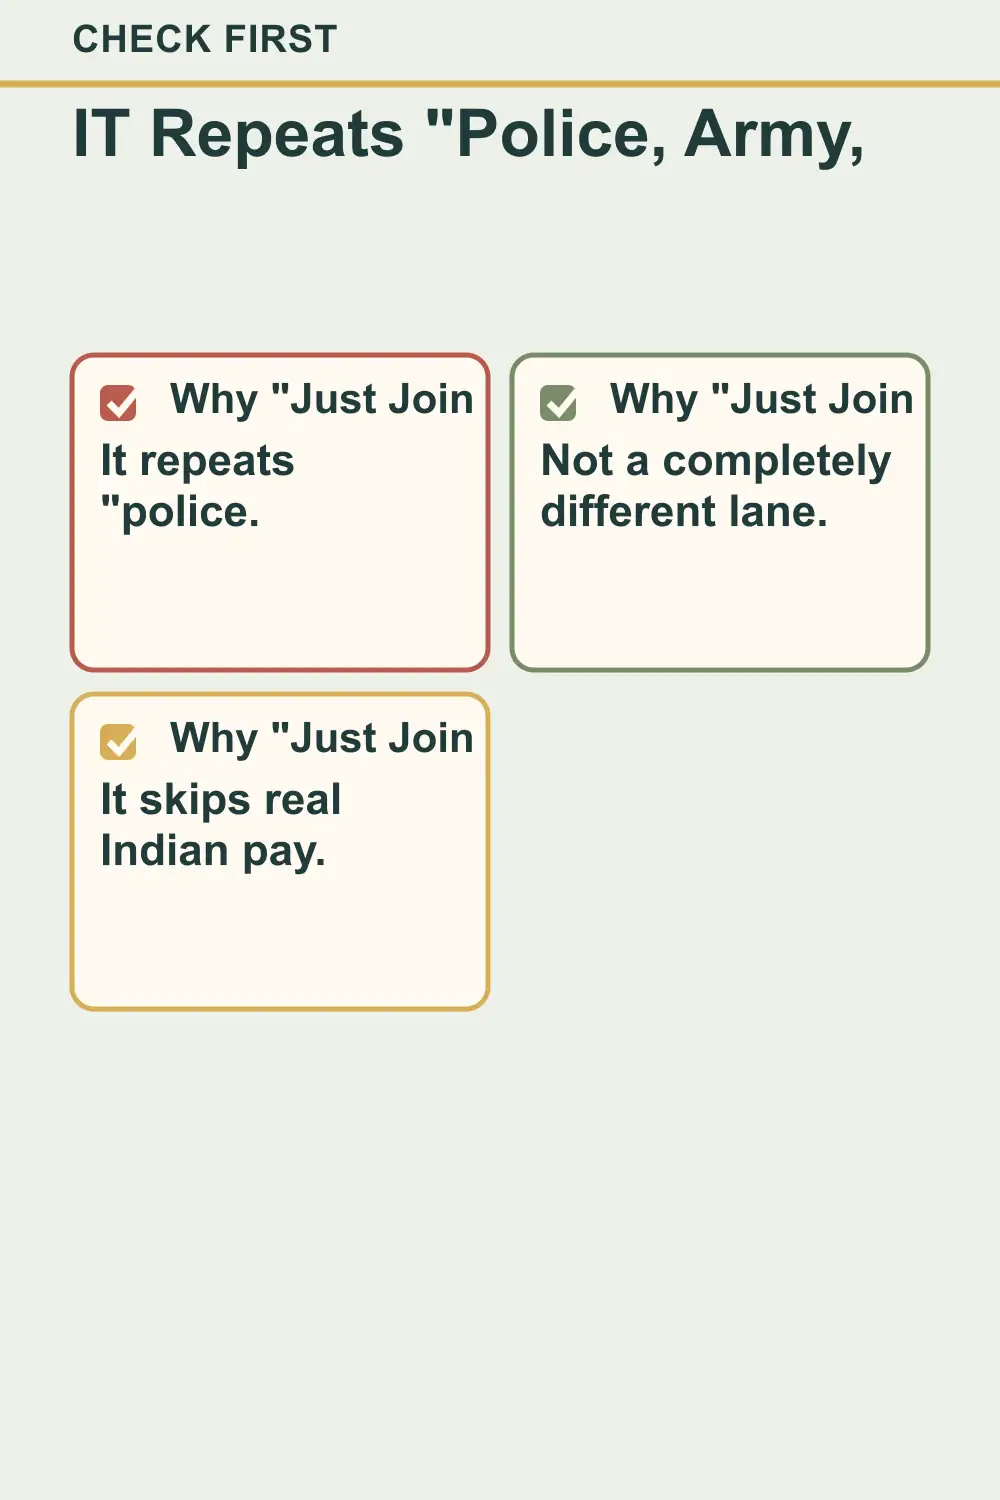 CHECK FIRST
IT Repeats "Police, Army,
Why "Just Join
It repeats
"police.
Why "Just Join
Not a completely
different lane.
Why "Just Join
It skips real
Indian pay.